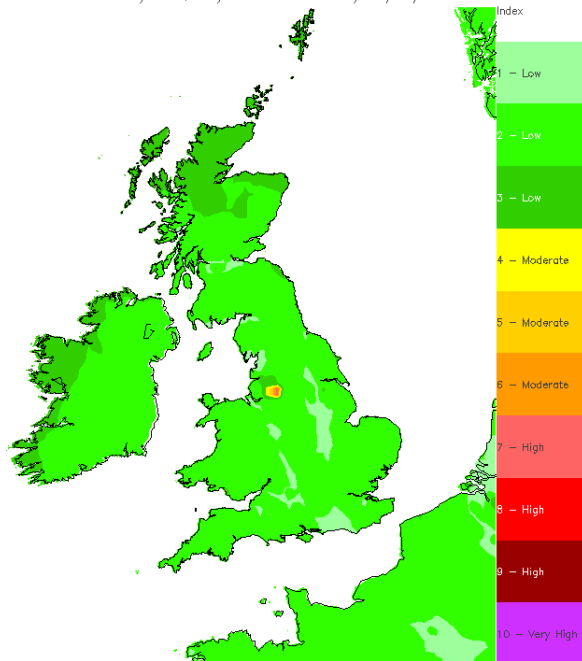 Index
1 - Low
2 - Low
3 - Low
4 - Moderate
5 - Moderate
6 - Moderate
7 - High
8 - High
9 - High
10 - Very High